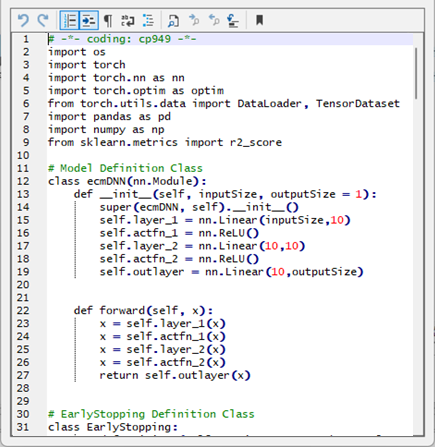 1 # -*- coding: cp949 -*-
2 import os
3 import torch
4 import torch.nn as nn
5 import torch.optim as optim
6 from torch.utils.data import DataLoader, TensorDataset
7 import pandas as pd
8 import numpy as np
9 from sklearn.metrics import r2_score
10
11 # Model Definition Class
12 class ecmDNN(nn.Module):
13     def __init__(self, inputSize, outputSize = 1):
14         super(ecmDNN, self).__init__()
15         self.layer_1 = nn.Linear(inputSize,10)
16         self.actfn_1 = nn.ReLU()
17         self.layer_2 = nn.Linear(10,10)
18         self.actfn_2 = nn.ReLU()
19         self.outlayer = nn.Linear(10,outputSize)
20
21
22     def forward(self, x):
23         x = self.layer_1(x)
24         x = self.actfn_1(x)
25         x = self.layer_2(x)
26         x = self.actfn_2(x)
27         return self.outlayer(x)
28
29
30 # EarlyStopping Definition Class
31 class EarlyStopping: